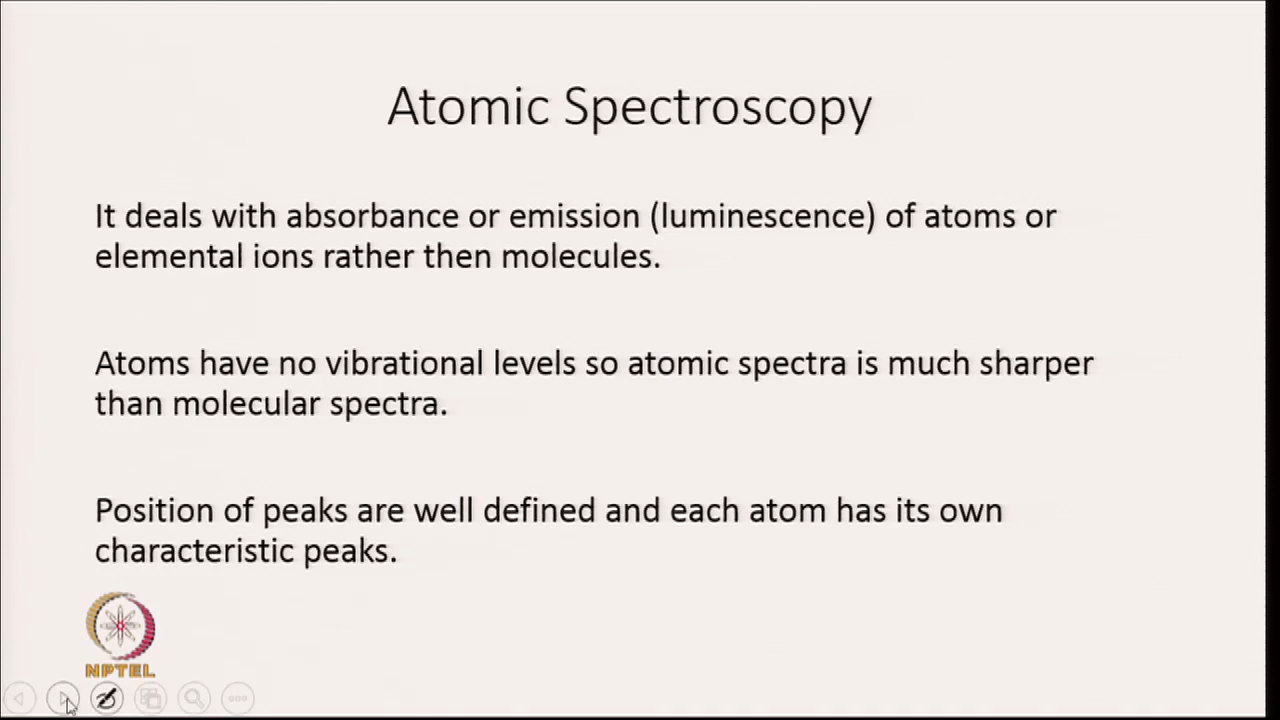 Atomic Spectroscopy
It deals with absorbance or emission (luminescence) of atoms or
elemental ions rather then molecules.
Atoms have no vibrational levels so atomic spectra is much sharper
than molecular spectra.
Position of peaks are well defined and each atom has its own
characteristic peaks.
NPTEL